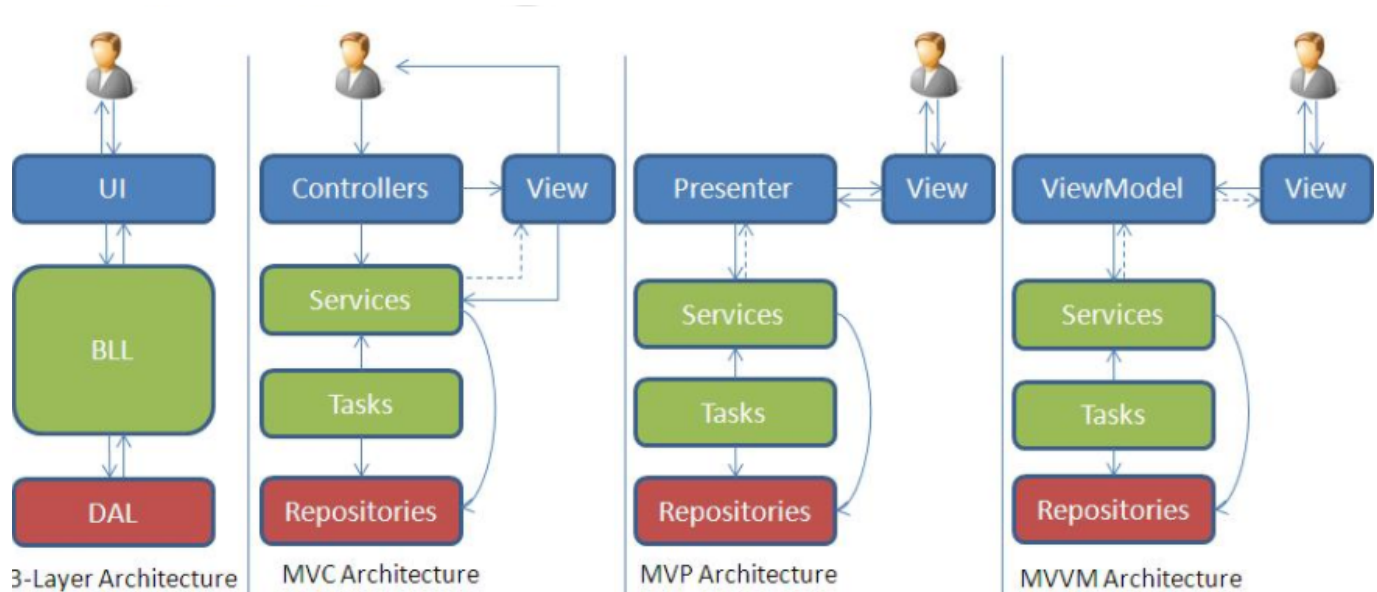 UI
BLL
DAL
3-Layer Architecture
Controllers
View
Services
Tasks
Repositories
MVC Architecture
Presenter
View
Services
Tasks
Repositories
MVP Architecture
ViewModel
View
Services
Tasks
Repositories
MVVM Architecture